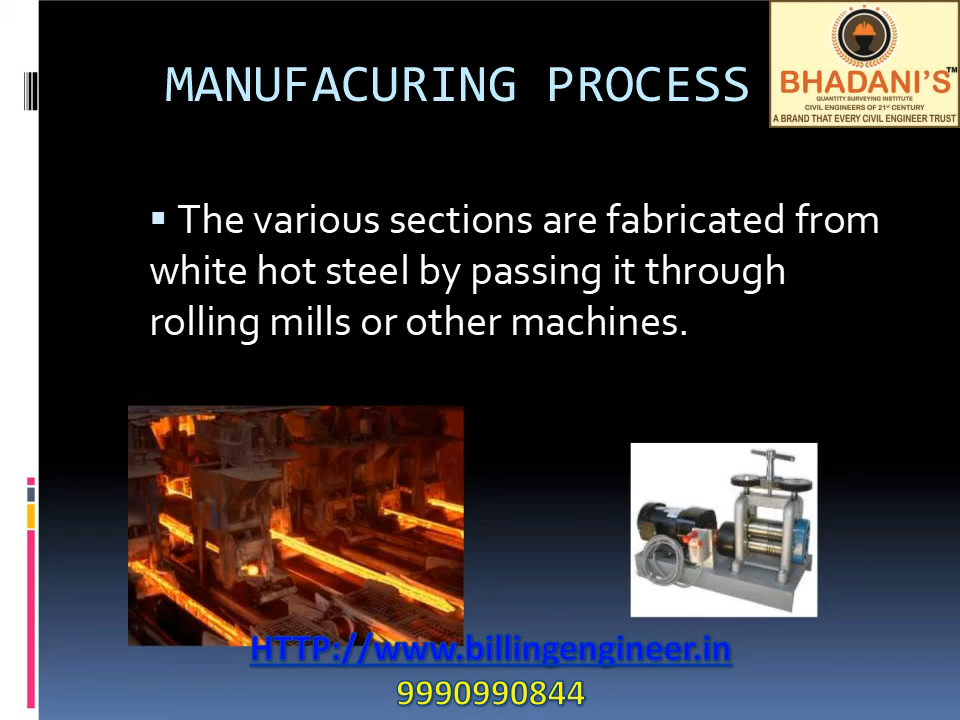 MANUFACURING PROCESS
BHADANI'S™
QUANTITY SURVEYING INSTITUTE
CIVIL ENGINEERS OF 21st CENTURY
A BRAND THAT EVERY CIVIL ENGINEER TRUST
▪ The various sections are fabricated from
white hot steel by passing it through
rolling mills or other machines.
HTTP://www.billingengineer.in
9990990844